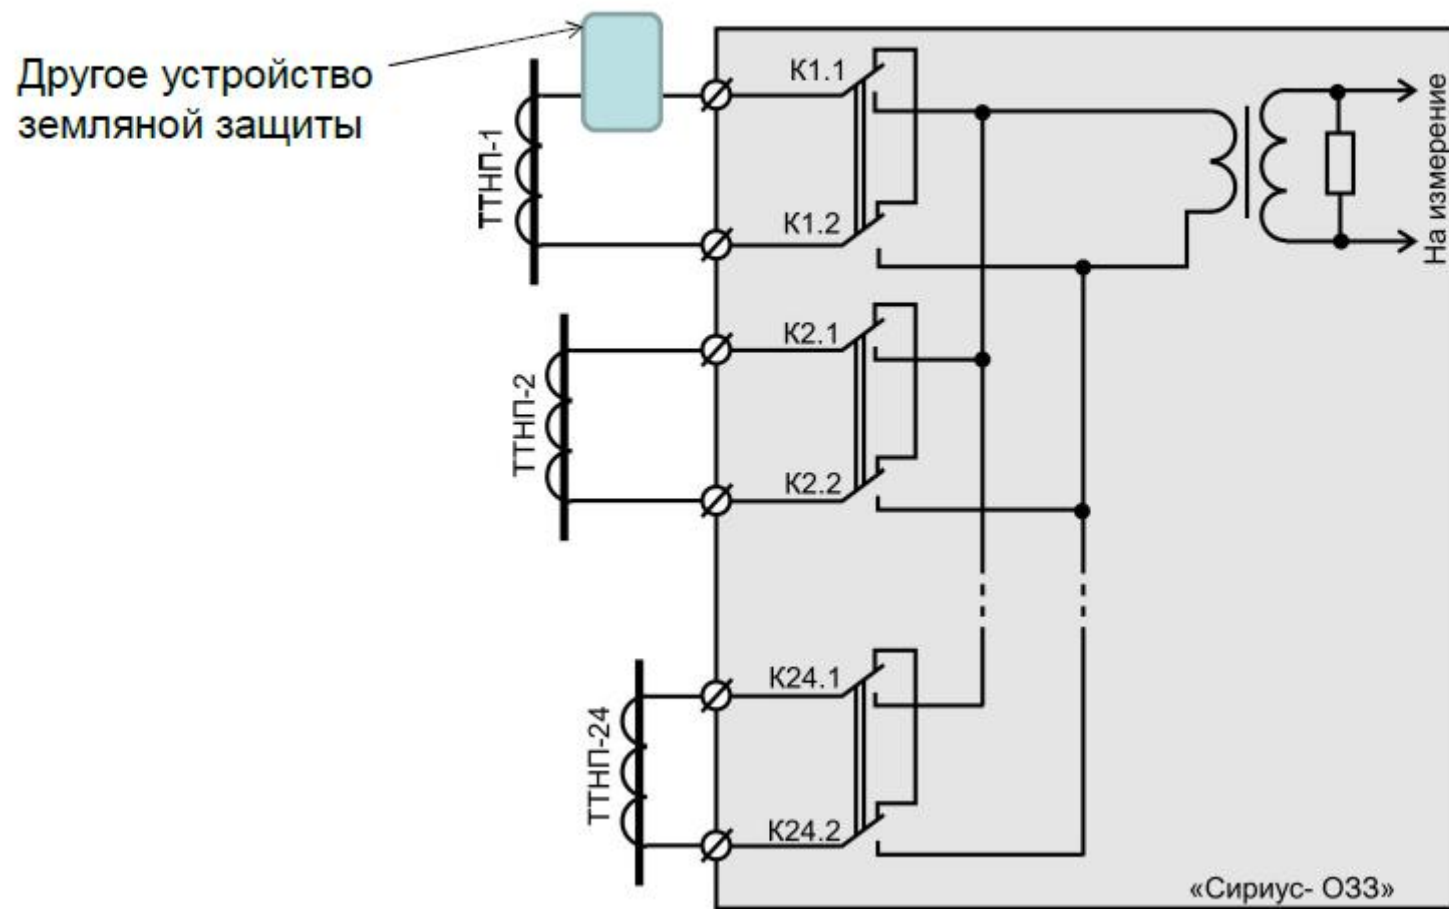 Другое устройство
земляной защиты
ТТНП-1
К1.1
К1.2
На измерение
ТТНП-2
К2.1
К2.2
ТТНП-24
К24.1
К24.2
«Сириус- ОЗЗ»